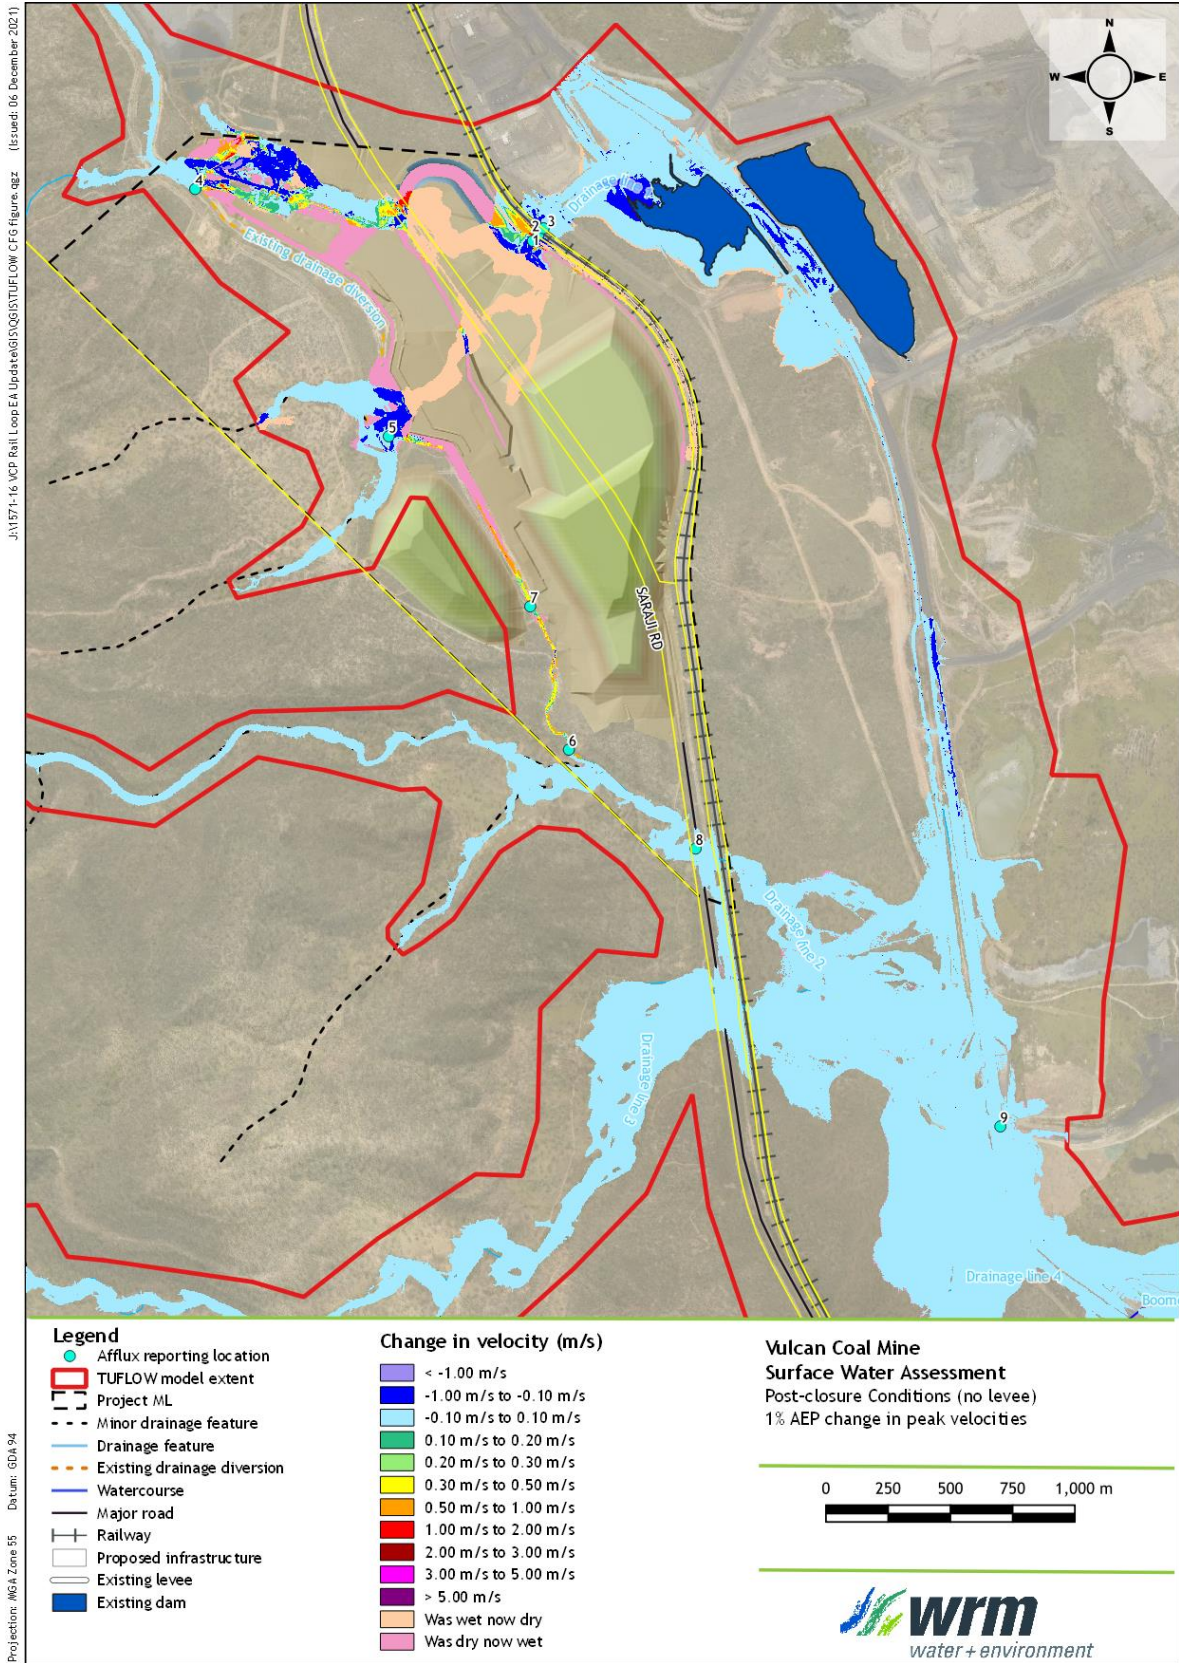 J:\1571-16 VCP Rail Loop EA Update\GIS\QGIS\TUFLOW CFG figure.qgz (Issued: 06 December 2021)
N
W E
S
4
3
2
1
Drainage line
Existing drainage diversion
5
7
SARAJI RD
6
8
Drainage line 2
Drainage line 3
9
Drainage line 4
Boom
Projection: MGA Zone 55 Datum: GDA 94
Legend
Afflux reporting location
TUFLOW model extent
Project ML
Minor drainage feature
Drainage feature
Existing drainage diversion
Watercourse
Major road
Railway
Proposed infrastructure
Existing levee
Existing dam
Change in velocity (m/s)
< -1.00 m/s
-1.00 m/s to -0.10 m/s
-0.10 m/s to 0.10 m/s
0.10 m/s to 0.20 m/s
0.20 m/s to 0.30 m/s
0.30 m/s to 0.50 m/s
0.50 m/s to 1.00 m/s
1.00 m/s to 2.00 m/s
2.00 m/s to 3.00 m/s
3.00 m/s to 5.00 m/s
> 5.00 m/s
Was wet now dry
Was dry now wet
Vulcan Coal Mine
Surface Water Assessment
Post-closure Conditions (no levee)
1% AEP change in peak velocities
0 250 500 750 1,000 m
wrm
water + environment